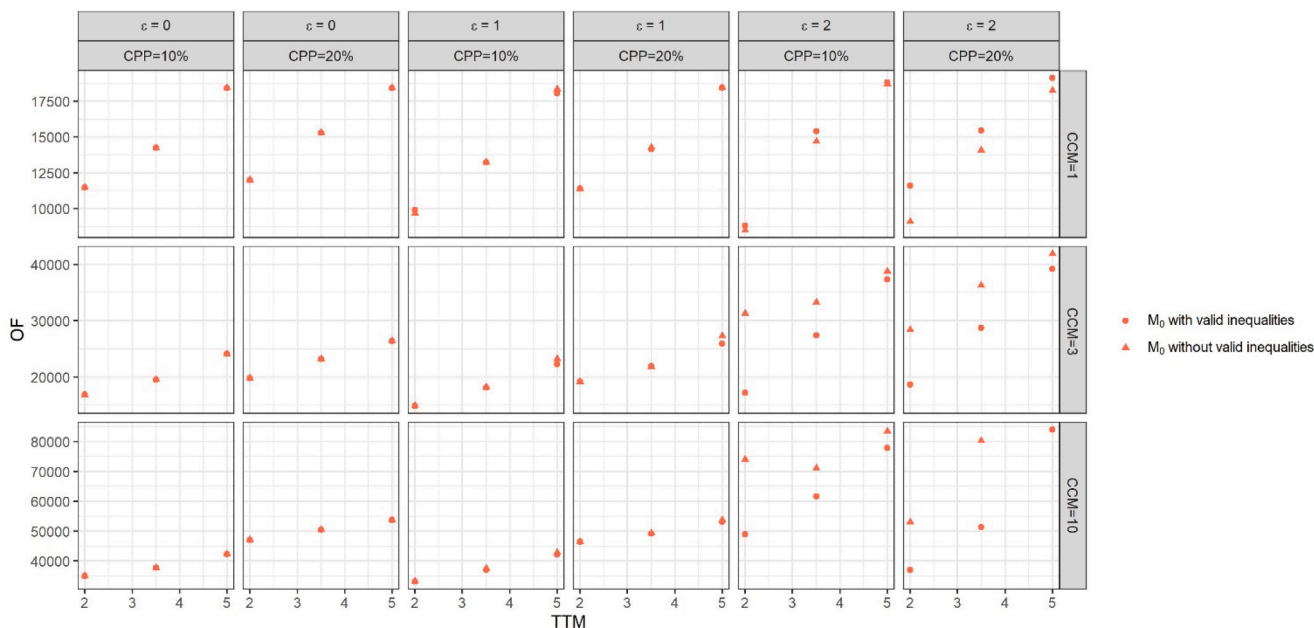 ε = 0
ε = 0
ε = 1
ε = 1
ε = 2
ε = 2
CPP=10%
CPP=20%
CPP=10%
CPP=20%
CPP=10%
CPP=20%
17500
15000
12500
10000
CCM=1
40000
30000
20000
CCM=3
80000
70000
60000
50000
40000
CCM=10
OF
2 3 4 5
2 3 4 5
2 3 4 5
2 3 4 5
2 3 4 5
2 3 4 5
TTM
M₀ with valid inequalities
M₀ without valid inequalities